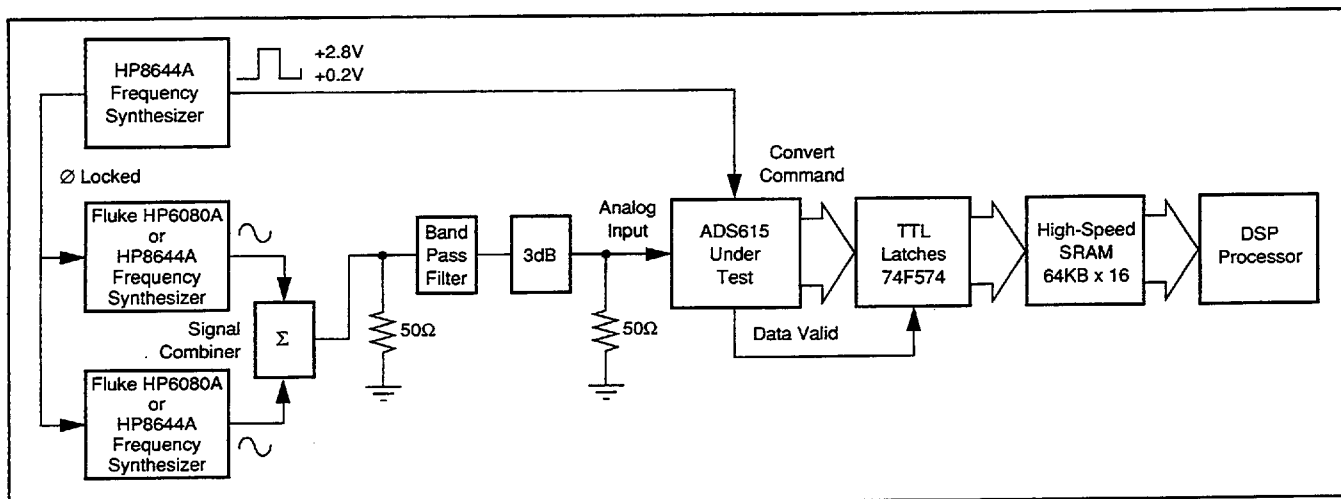 HP8644A
Frequency
Synthesizer
+2.8V
+0.2V
Ø Locked
Fluke HP6080A
or
HP8644A
Frequency
Synthesizer
Signal
Combiner
Σ
Fluke HP6080A
or
HP8644A
Frequency
Synthesizer
50Ω
Band
Pass
Filter
3dB
Analog
Input
50Ω
Convert
Command
ADS615
Under
Test
Data Valid
TTL
Latches
74F574
High-Speed
SRAM
64KB x 16
DSP
Processor